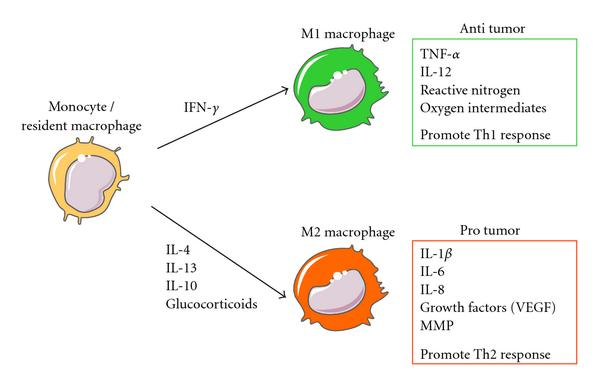 Monocyte /
resident macrophage
IFN-γ
M1 macrophage
Anti tumor
TNF-α
IL-12
Reactive nitrogen
Oxygen intermediates
Promote Th1 response
IL-4
IL-13
IL-10
Glucocorticoids
M2 macrophage
Pro tumor
IL-1β
IL-6
IL-8
Growth factors (VEGF)
MMP
Promote Th2 response